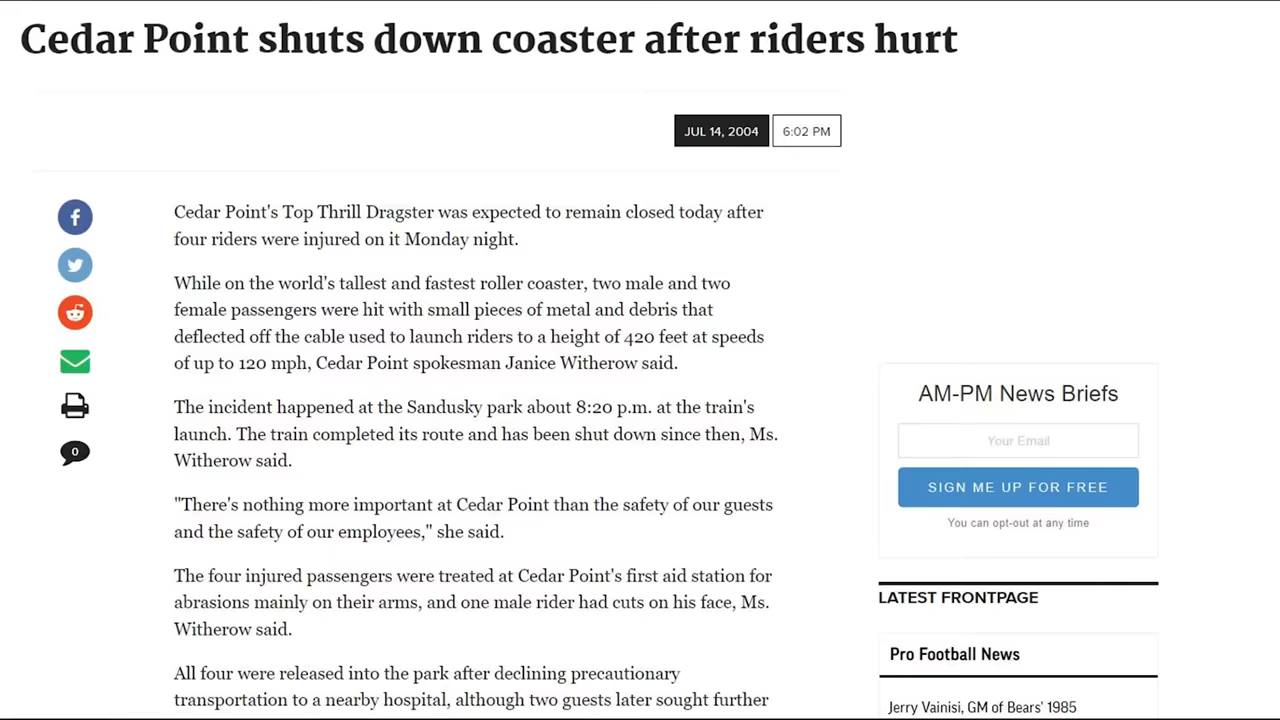 Cedar Point shuts down coaster after riders hurt
JUL 14, 2004
6:02 PM
Cedar Point's Top Thrill Dragster was expected to remain closed today after
four riders were injured on it Monday night.
While on the world's tallest and fastest roller coaster, two male and two
female passengers were hit with small pieces of metal and debris that
deflected off the cable used to launch riders to a height of 420 feet at speeds
of up to 120 mph, Cedar Point spokesman Janice Witherow said.
The incident happened at the Sandusky park about 8:20 p.m. at the train's
launch. The train completed its route and has been shut down since then, Ms.
Witherow said.
"There's nothing more important at Cedar Point than the safety of our guests
and the safety of our employees," she said.
The four injured passengers were treated at Cedar Point's first aid station for
abrasions mainly on their arms, and one male rider had cuts on his face, Ms.
Witherow said.
All four were released into the park after declining precautionary
transportation to a nearby hospital, although two guests later sought further
f
0
AM-PM News Briefs
Your Email
SIGN ME UP FOR FREE
You can opt-out at any time
LATEST FRONTPAGE
Pro Football News
Jerry Vainisi, GM of Bears' 1985